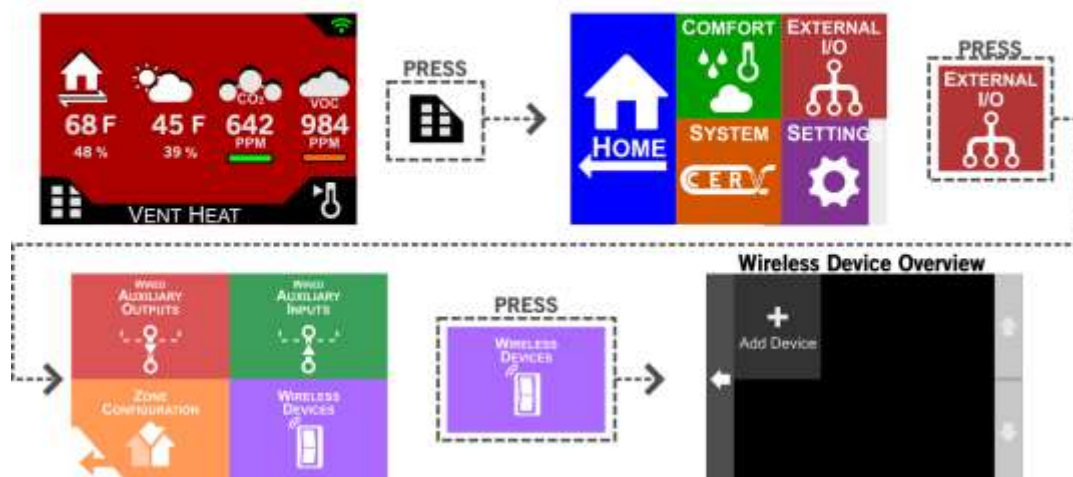 CO₂
VOC
68 F
45 F
642
984
PPM
PPM
48 %
39 %
VENT HEAT
PRESS
HOME
COMFORT
EXTERNAL
I/O
SYSTEM
CERV
SETTING
PRESS
EXTERNAL
I/O
WIRED
AUXILIARY
OUTPUTS
WIRED
AUXILIARY
INPUTS
ZONE
CONFIGURATION
WIRELESS
DEVICES
PRESS
WIRELESS
DEVICES
Wireless Device Overview
+
Add Device